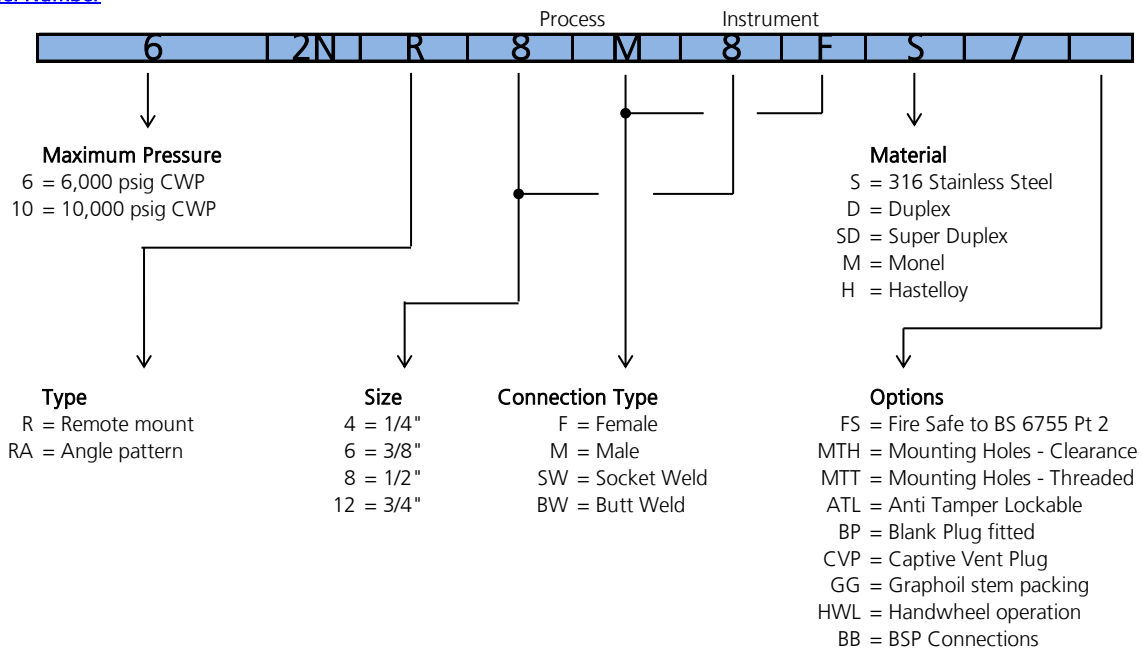 Process Instrument
6 2N R 8 M 8 F S /
Maximum Pressure
6 = 6,000 psig CWP
10 = 10,000 psig CWP
Material
S = 316 Stainless Steel
D = Duplex
SD = Super Duplex
M = Monel
H = Hastelloy
Type
R = Remote mount
RA = Angle pattern
Size
4 = 1/4"
6 = 3/8"
8 = 1/2"
12 = 3/4"
Connection Type
F = Female
M = Male
SW = Socket Weld
BW = Butt Weld
Options
FS = Fire Safe to BS 6755 Pt 2
MTH = Mounting Holes - Clearance
MTT = Mounting Holes - Threaded
ATL = Anti Tamper Lockable
BP = Blank Plug fitted
CVP = Captive Vent Plug
GG = Graphoil stem packing
HWL = Handwheel operation
BB = BSP Connections